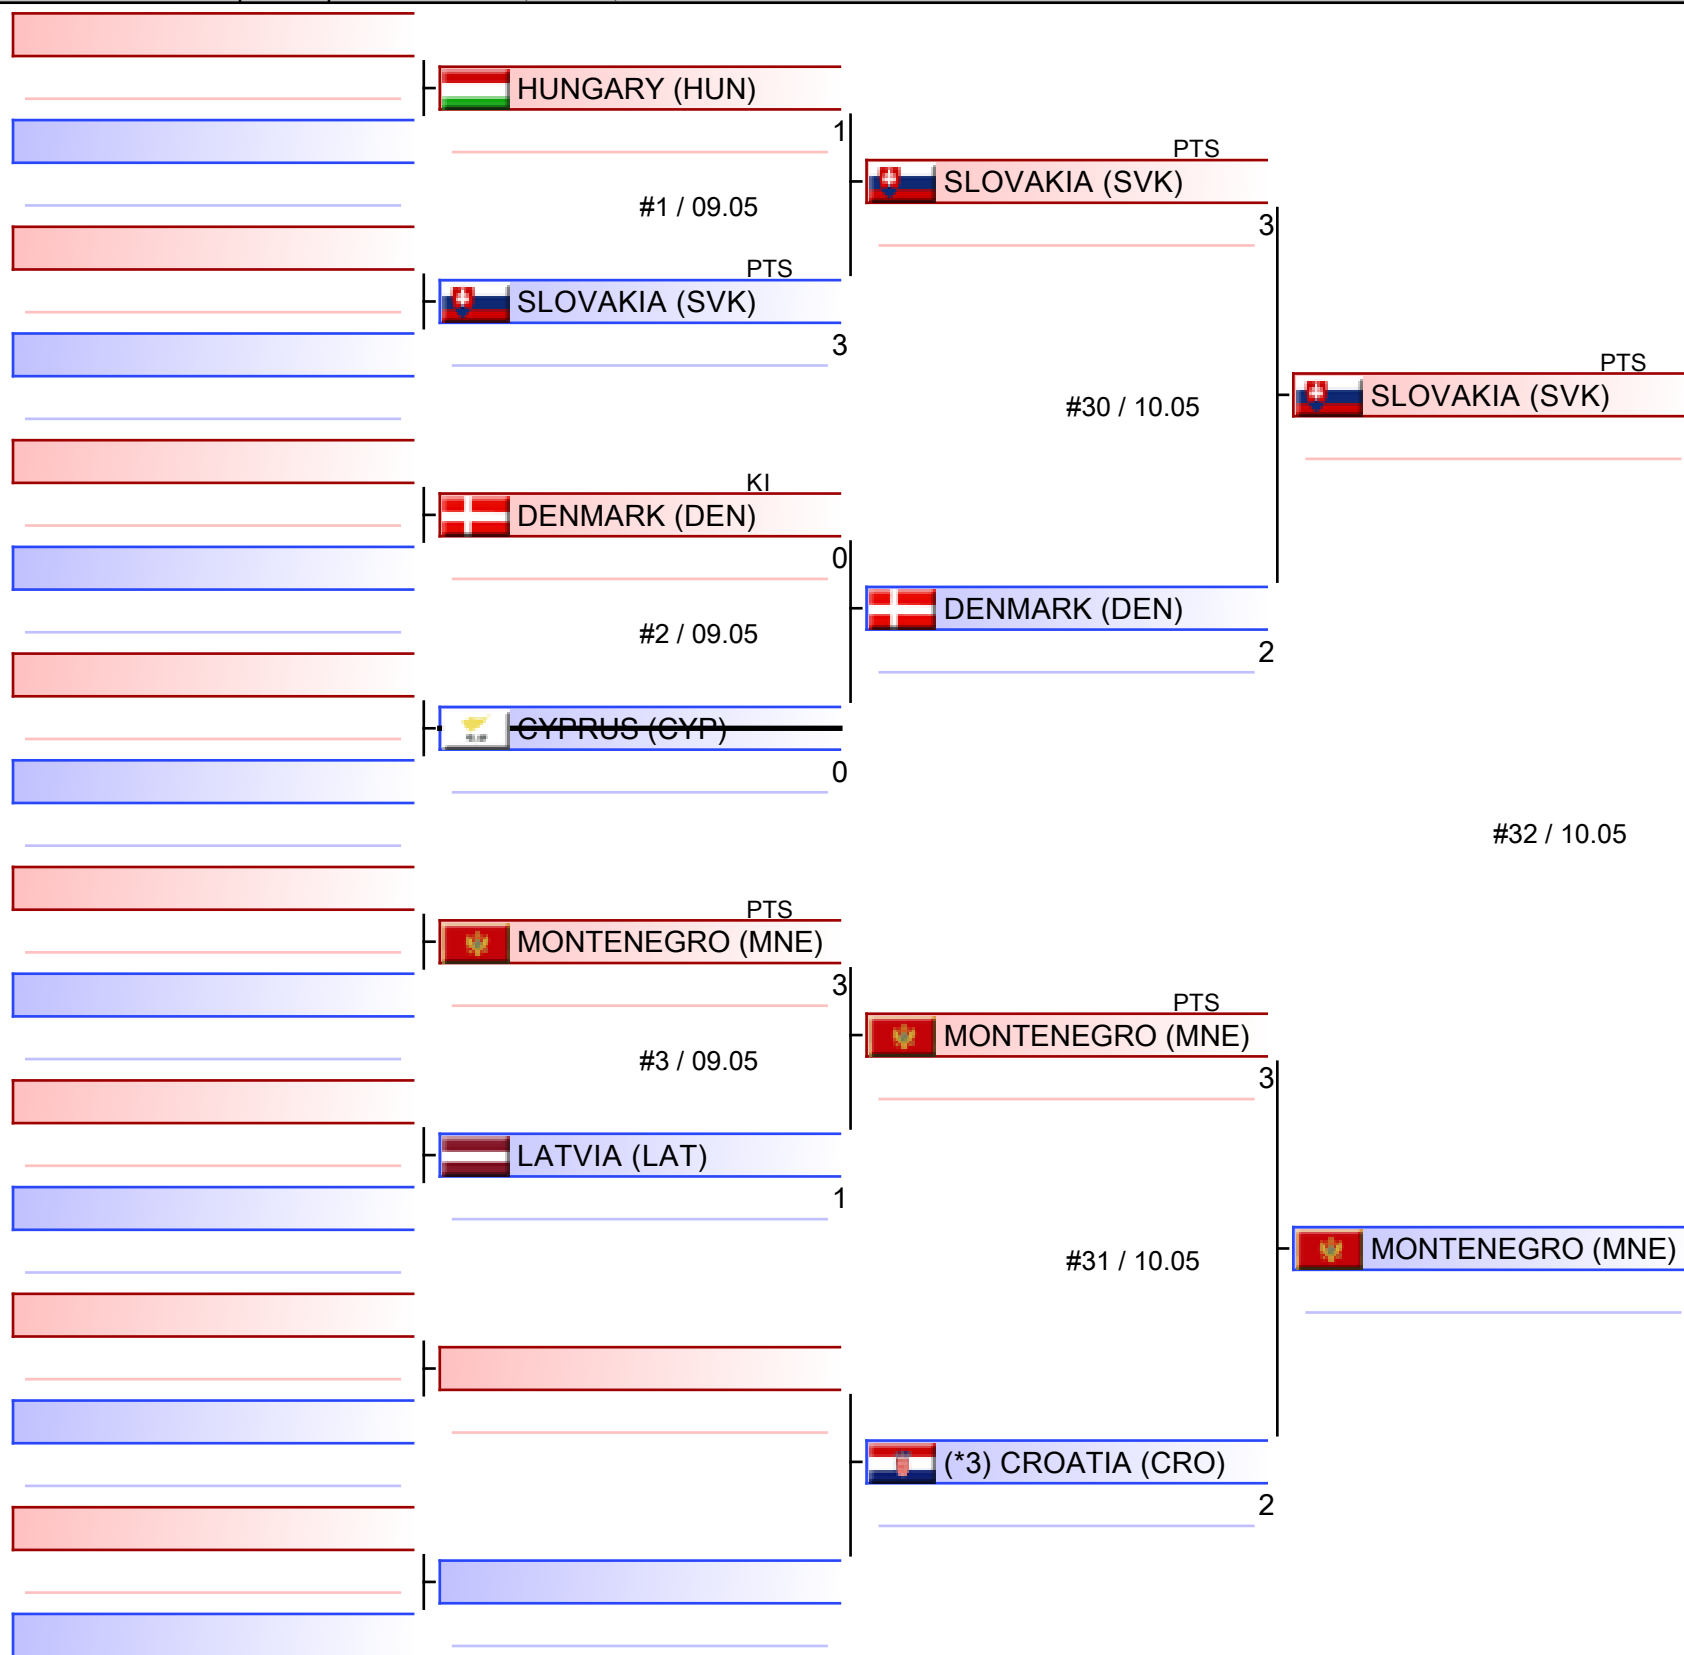 HUNGARY (HUN)
1
#1 / 09.05
PTS
SLOVAKIA (SVK)
3
PTS
SLOVAKIA (SVK)
3
#30 / 10.05
PTS
SLOVAKIA (SVK)
KI
DENMARK (DEN)
0
#2 / 09.05
DENMARK (DEN)
2
CYPRUS (CYP)
0
#32 / 10.05
PTS
MONTENEGRO (MNE)
3
#3 / 09.05
PTS
MONTENEGRO (MNE)
3
LATVIA (LAT)
1
#31 / 10.05
MONTENEGRO (MNE)
(*3) CROATIA (CRO)
2